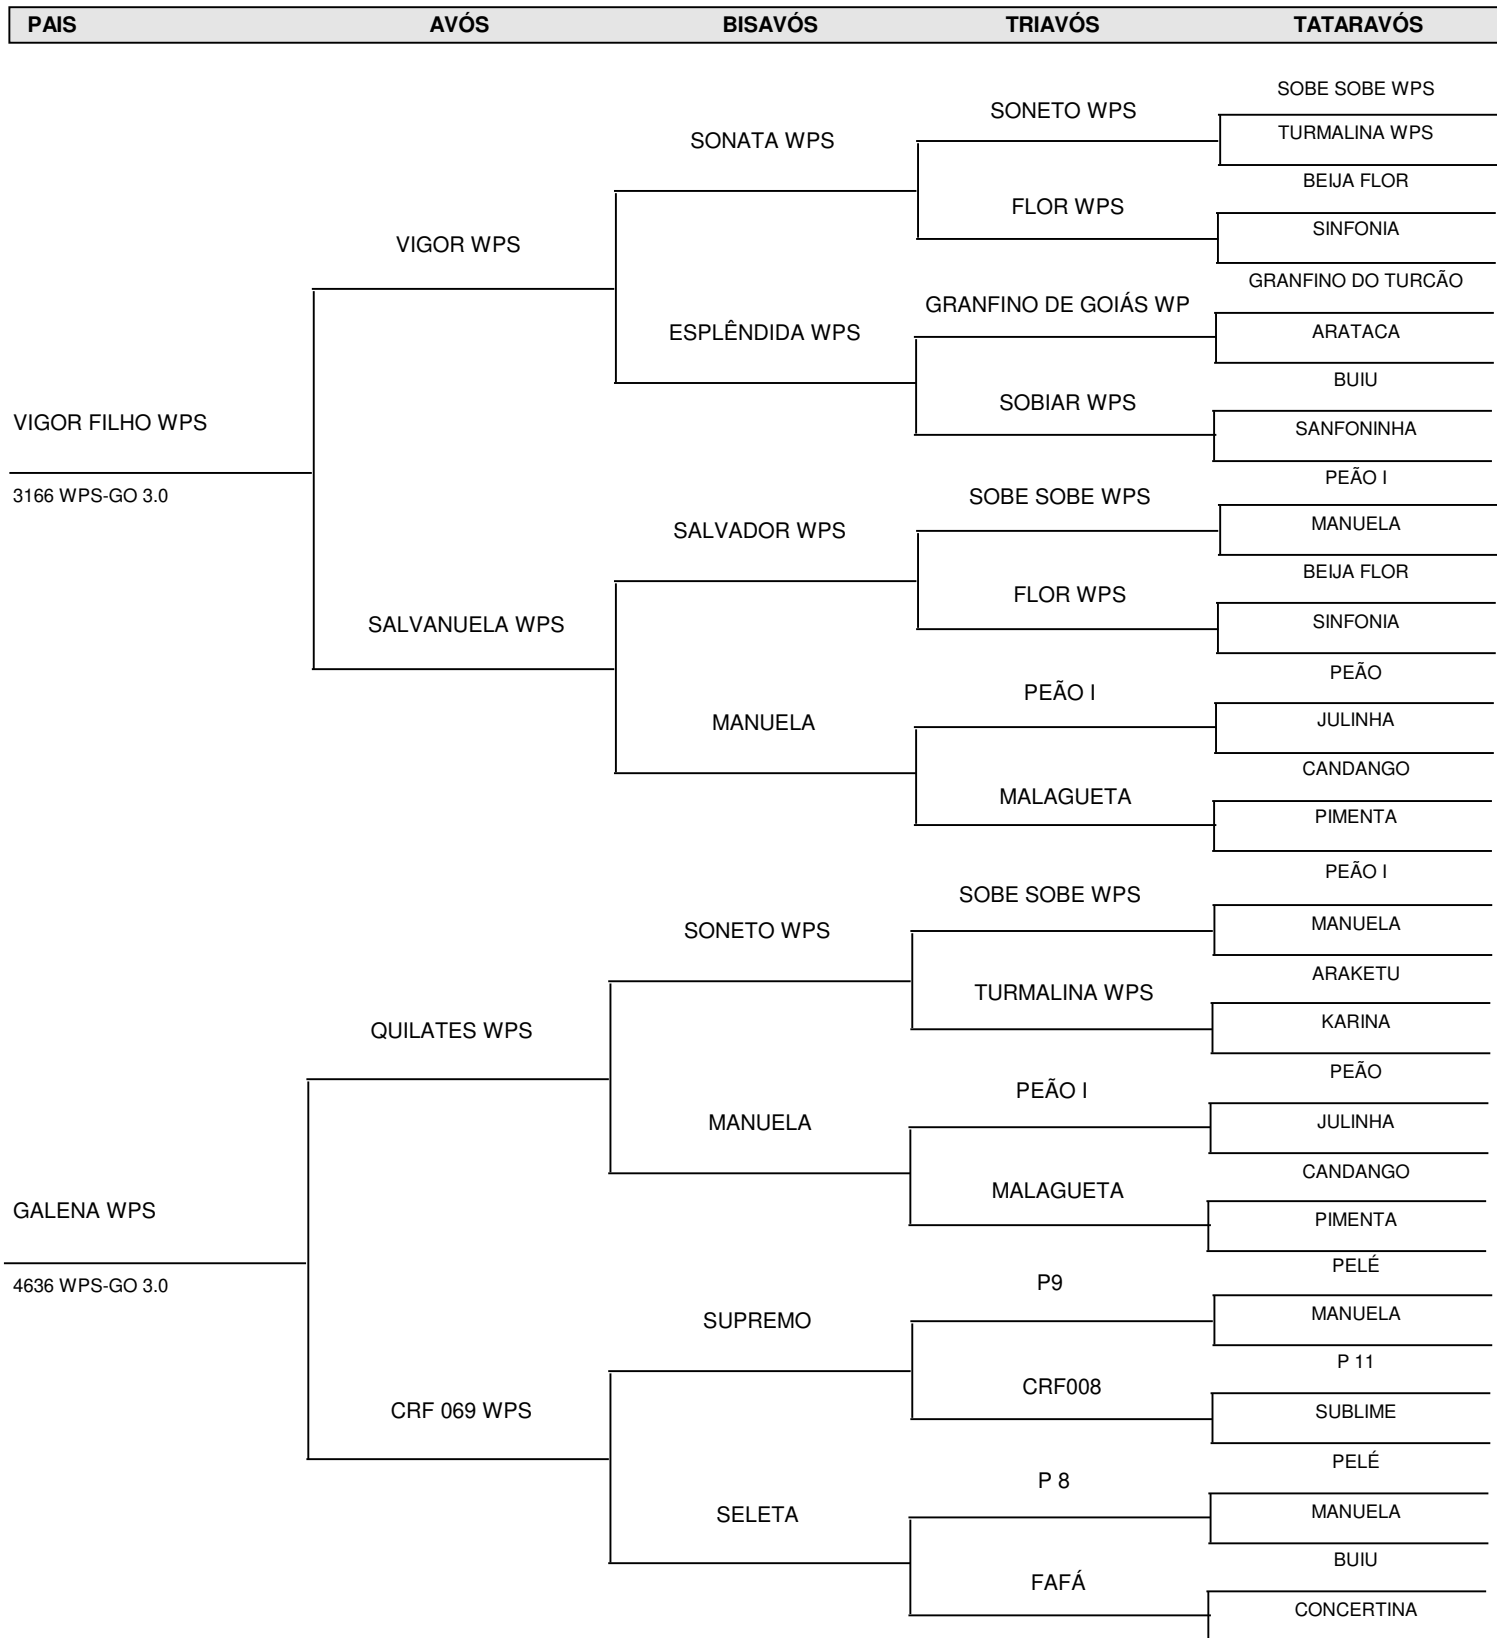 PAIS AVÓS BISAVÓS TRIAVÓS TATARAVÓS
SOBE SOBE WPS
SONETO WPS
TURMALINA WPS
SONATA WPS
BEIJA FLOR
FLOR WPS
SINFONIA
VIGOR WPS
GRANFINO DO TURCÃO
GRANFINO DE GOIÁS WP
ARATACA
ESPLÊNDIDA WPS
BUIU
SOBIAR WPS
VIGOR FILHO WPS
SANFONINHA
PEÃO I
3166 WPS-GO 3.0
SOBE SOBE WPS
MANUELA
SALVADOR WPS
BEIJA FLOR
FLOR WPS
SINFONIA
SALVANUELA WPS
PEÃO
PEÃO I
JULINHA
MANUELA
CANDANGO
MALAGUETA
PIMENTA
PEÃO I
SOBE SOBE WPS
MANUELA
SONETO WPS
ARAKETU
TURMALINA WPS
KARINA
QUILATES WPS
PEÃO
PEÃO I
JULINHA
MANUELA
CANDANGO
MALAGUETA
GALENA WPS
PIMENTA
PELÉ
P9
4636 WPS-GO 3.0
MANUELA
SUPREMO
P 11
CRF008
CRF 069 WPS
SUBLIME
PELÉ
P 8
MANUELA
SELETA
BUIU
FAFÁ
CONCERTINA